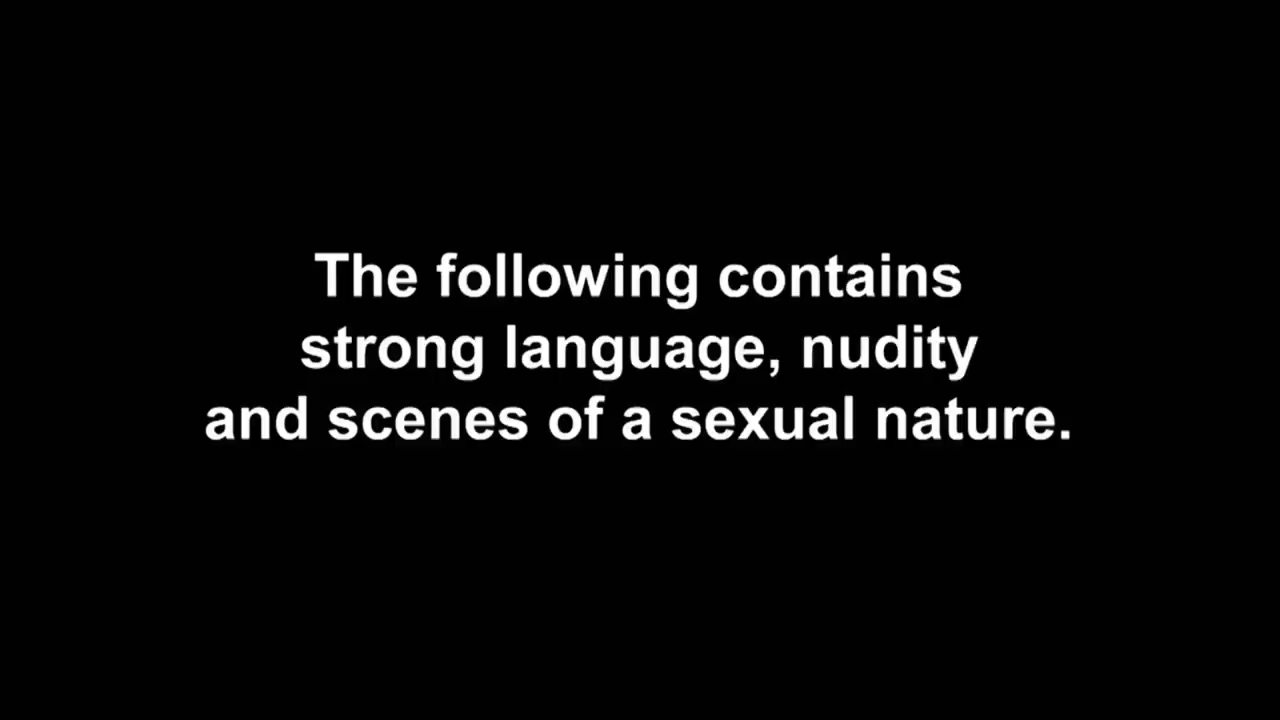 The following contains
strong language, nudity
and scenes of a sexual nature.